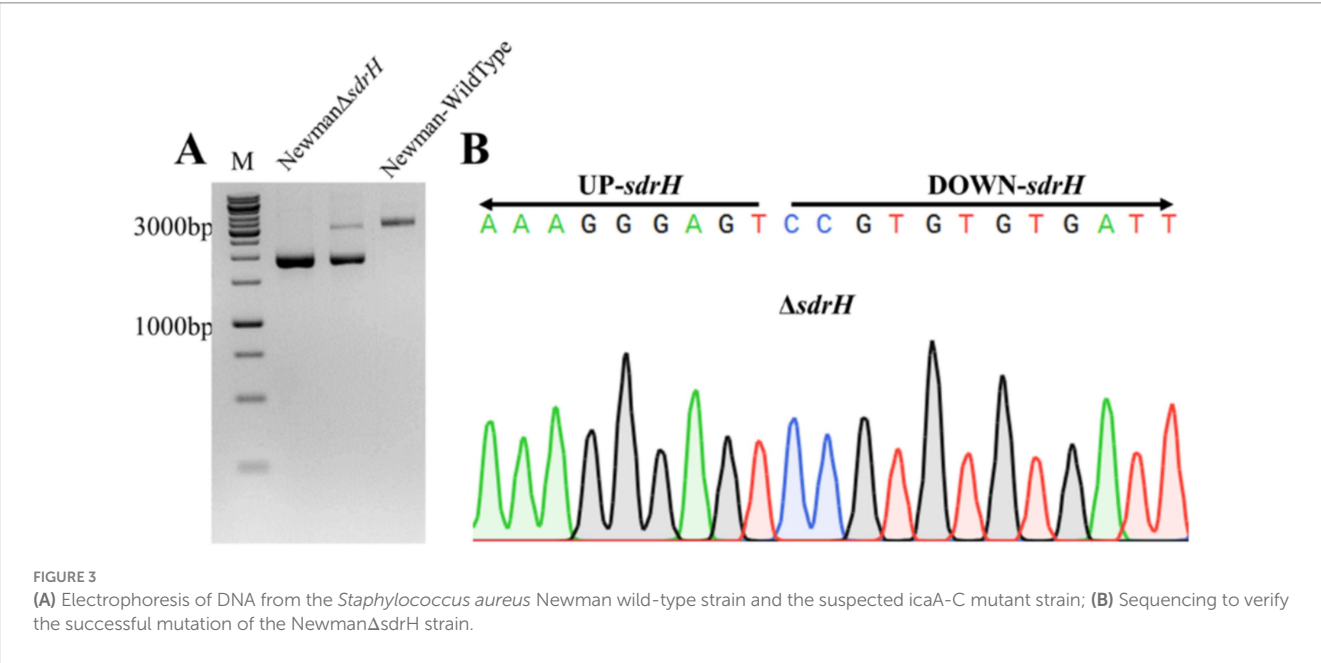 A
M
NewmanΔsdrH
Newman-WildType
3000bp
1000bp
B
UP-sdrH
DOWN-sdrH
A A A G G G A G T C C G T G T G T G A T T
ΔsdrH
FIGURE 3
(A) Electrophoresis of DNA from the Staphylococcus aureus Newman wild-type strain and the suspected icaA-C mutant strain; (B) Sequencing to verify
the successful mutation of the NewmanΔsdrH strain.